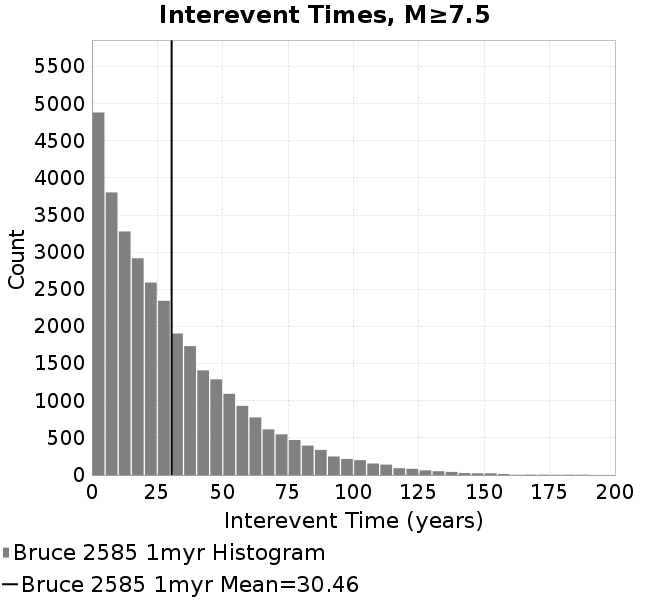 Interevent Times, M≥7.5
5500
5000
4500
4000
3500
3000
2500
2000
1500
1000
500
0
Count
0 25 50 75 100 125 150 175 200
Interevent Time (years)
Bruce 2585 1myr Histogram
Bruce 2585 1myr Mean=30.46